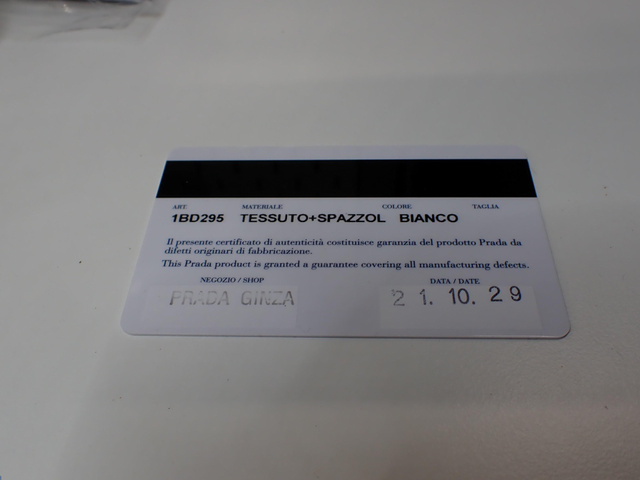 ART MATERIALE COLORE TAGLIA
1BD295 TESSUTO+SPAZZOL BIANCO
Il presente certificato di autenticità costituisce garanzia del prodotto Prada da
difetti originari di fabbricazione.
This Prada product is granted a guarantee covering all manufacturing defects.
NEGOZIO / SHOP DATA / DATE
PRADA GINZA '21. 10. 29